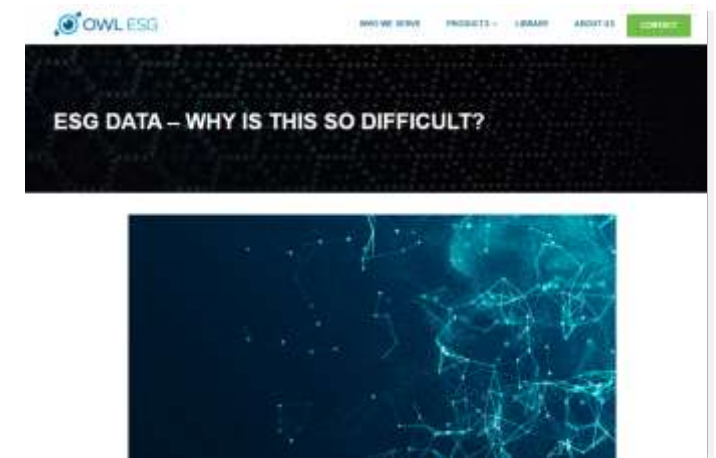 OWL ESG
WHO WE SERVE PRODUCTS LIBRARY ABOUT US CONTACT
ESG DATA – WHY IS THIS SO DIFFICULT?